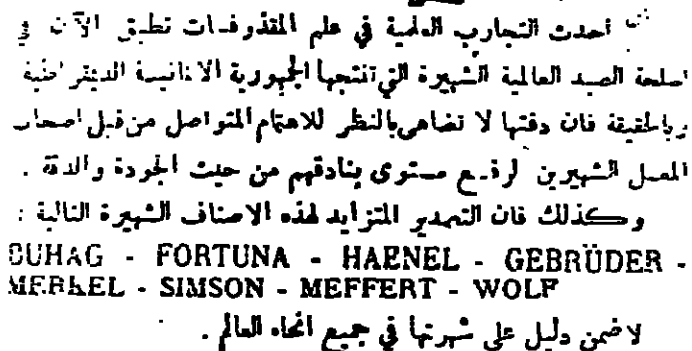 احدث التجارب العلمية في علم المقذوفات تطبق الآن في
اسلحة الصيد العالمية الشهيرة التي تنتجها الجمهورية الالمانية الديمقراطية
وبالحقيقة فان دقتها لا تضاهى بالنظر للاهتمام المتواصل من قبل اصحاب
المعمل الشهيرين لرفع مستوى بنادقهم من حيث الجودة والدقة .
وكذلك فان التصدير المتزايد لهذه الاصناف الشهيرة التالية :
BUHAG - FORTUNA - HAENEL - GEBRÜDER -
MERKEL - SIMSON - MEFFERT - WOLF
لاضمن دليل على شهرتها في جميع انحاء العالم .